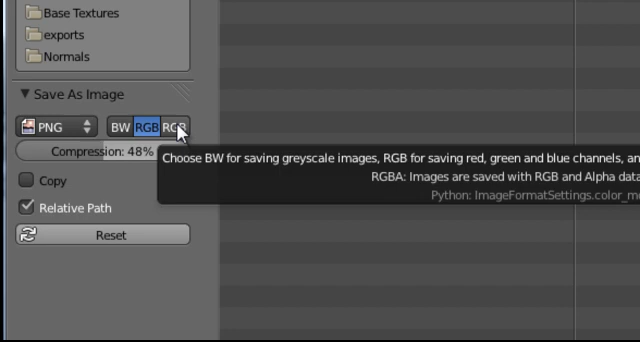 Base Textures
exports
Normals
Save As Image
PNG
BW RGB RGB
Compression: 48%
Choose BW for saving greyscale images, RGB for saving red, green and blue channels, an
RGBA: Images are saved with RGB and Alpha data
Copy
Python: ImageFormatSettings.color_m
Relative Path
Reset